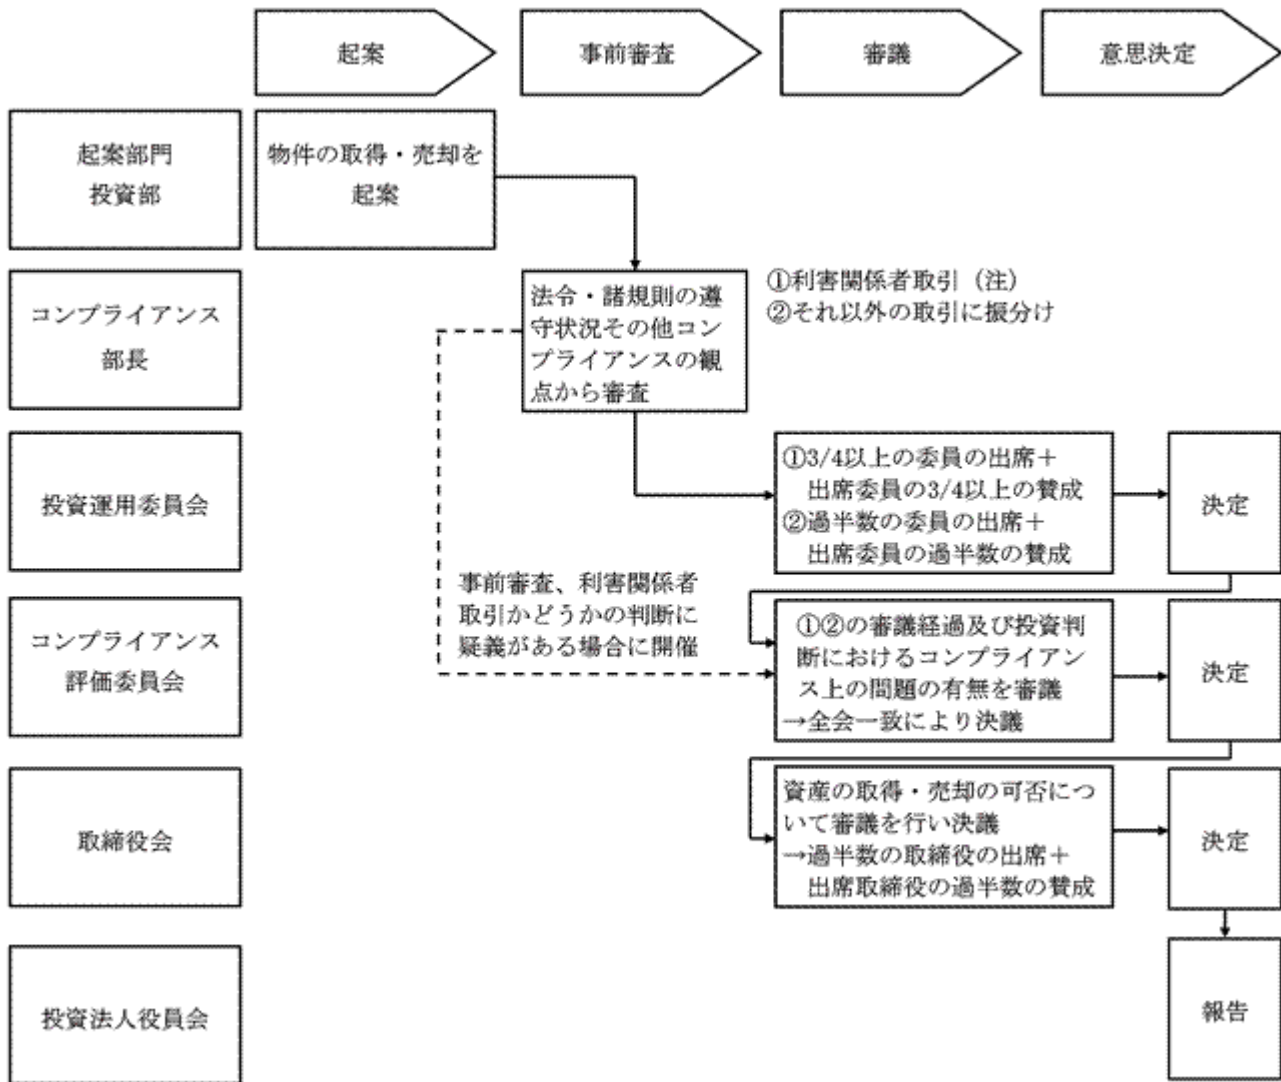 起案
事前審査
審議
意思決定
起案部門
投資部
物件の取得・売却を
起案
コンプライアンス
部長
法令・諸規則の遵
守状況その他コン
プライアンスの観
点から審査
①利害関係者取引（注）
②それ以外の取引に振分け
投資運用委員会
①3/4以上の委員の出席＋
出席委員の3/4以上の賛成
②過半数の委員の出席＋
出席委員の過半数の賛成
決定
事前審査、利害関係者
取引かどうかの判断に
疑義がある場合に開催
コンプライアンス
評価委員会
①②の審議経過及び投資判
断におけるコンプライアン
ス上の問題の有無を審議
→全会一致により決議
決定
取締役会
資産の取得・売却の可否につ
いて審議を行い決議
→過半数の取締役の出席＋
出席取締役の過半数の賛成
決定
投資法人役員会
報告